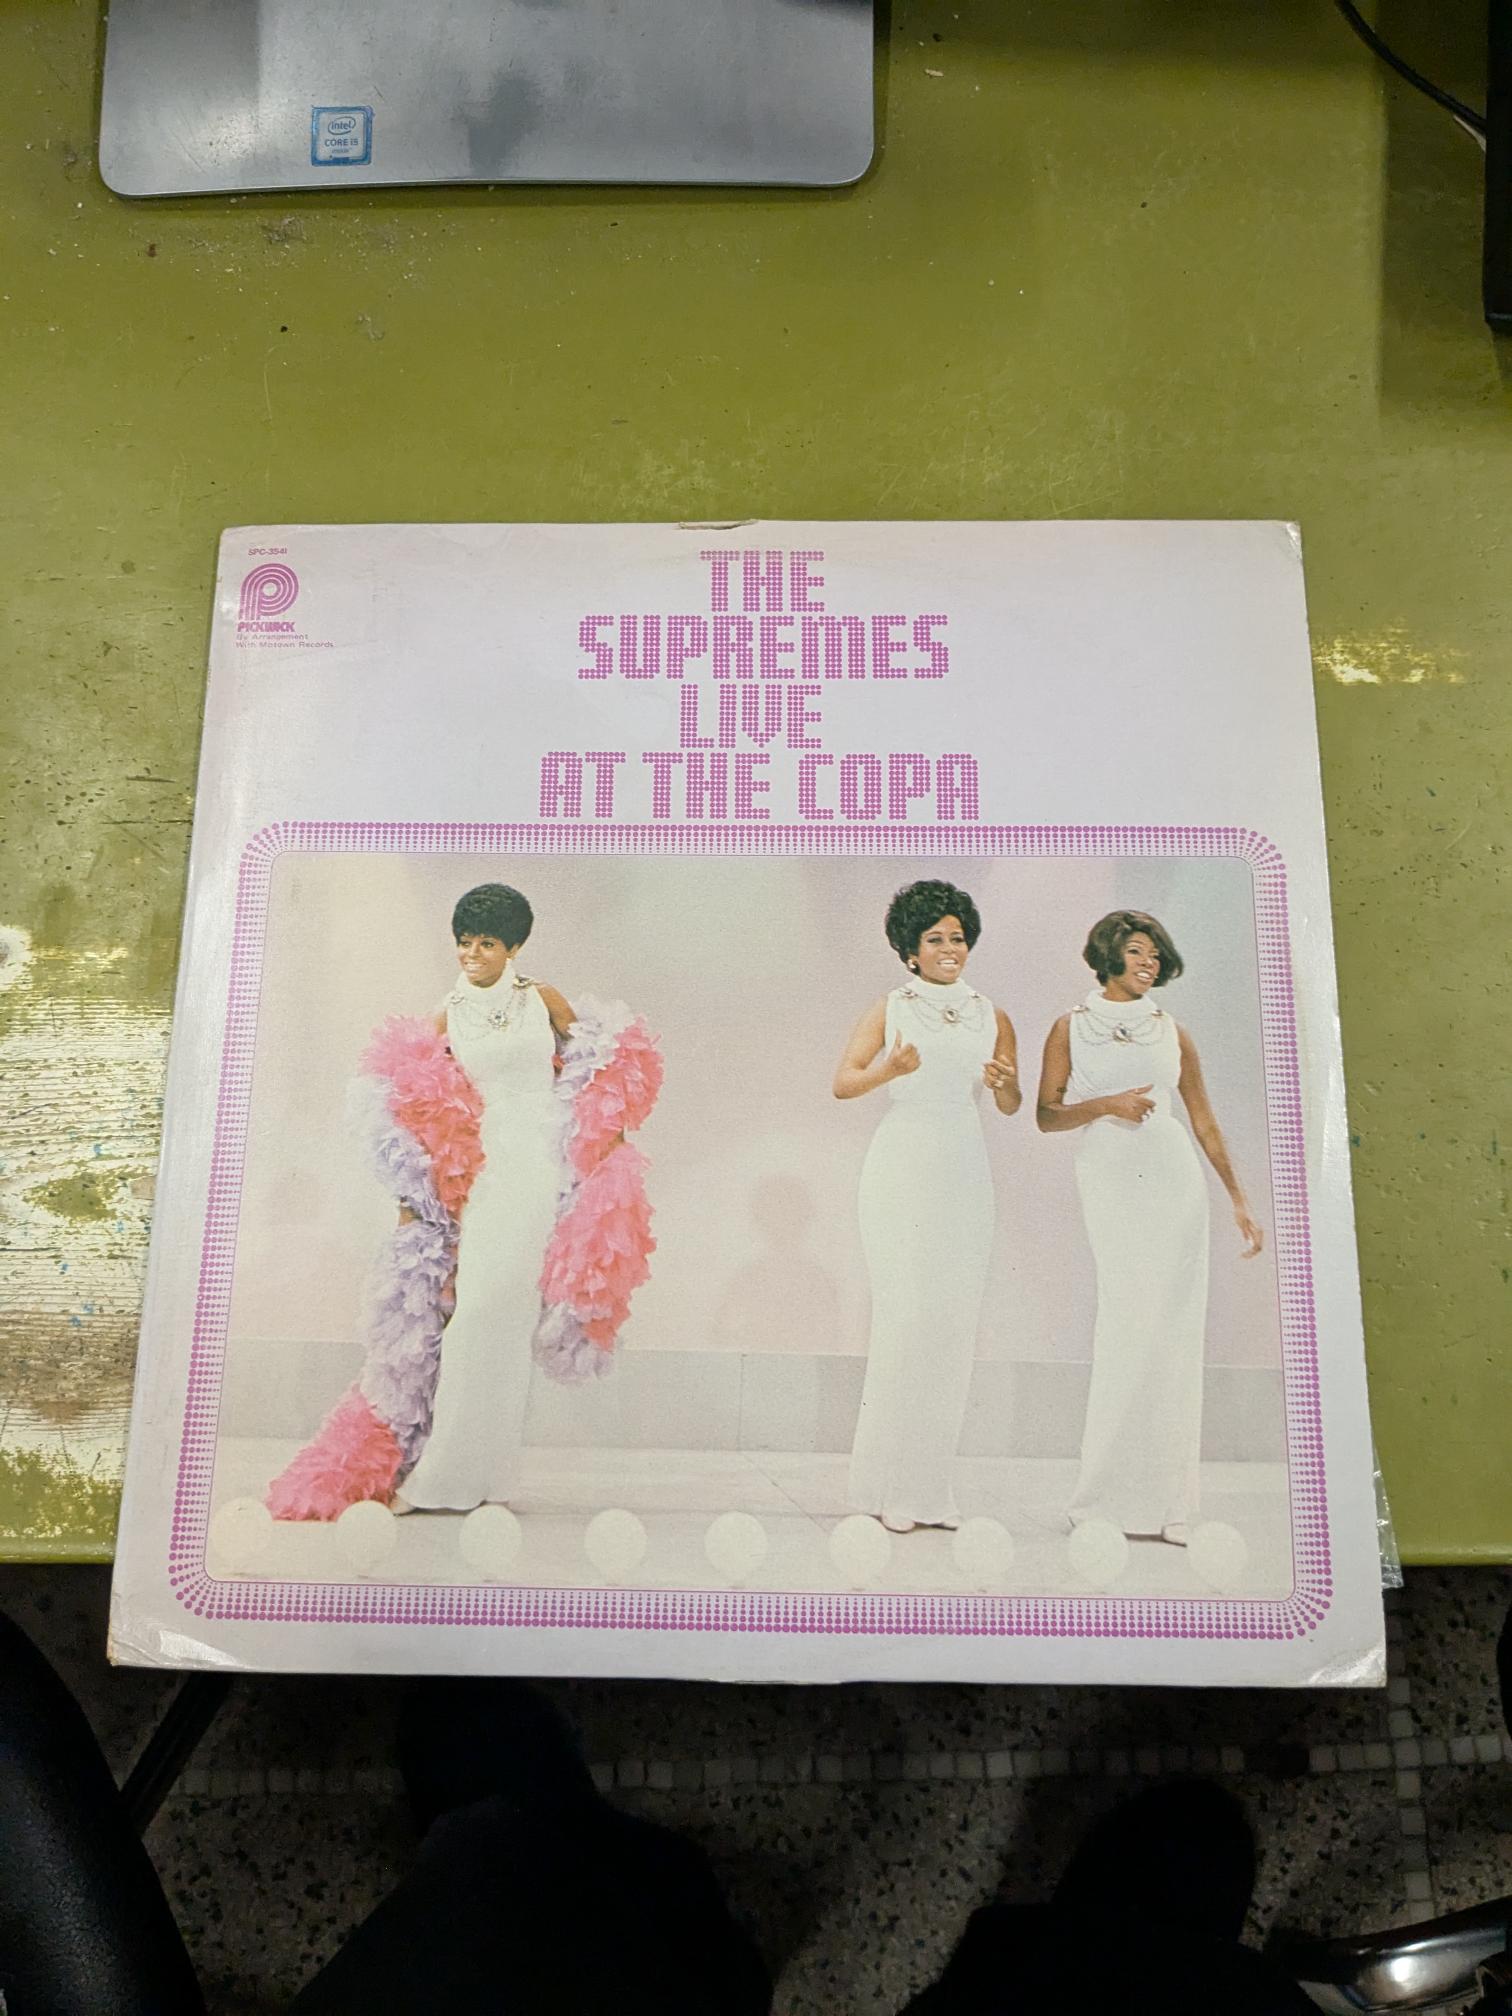 intel
CORE i5
SPC-3541
PICKWICK
By Arrangement
With Motown Records
THE
SUPREMES
LIVE
AT THE COPA